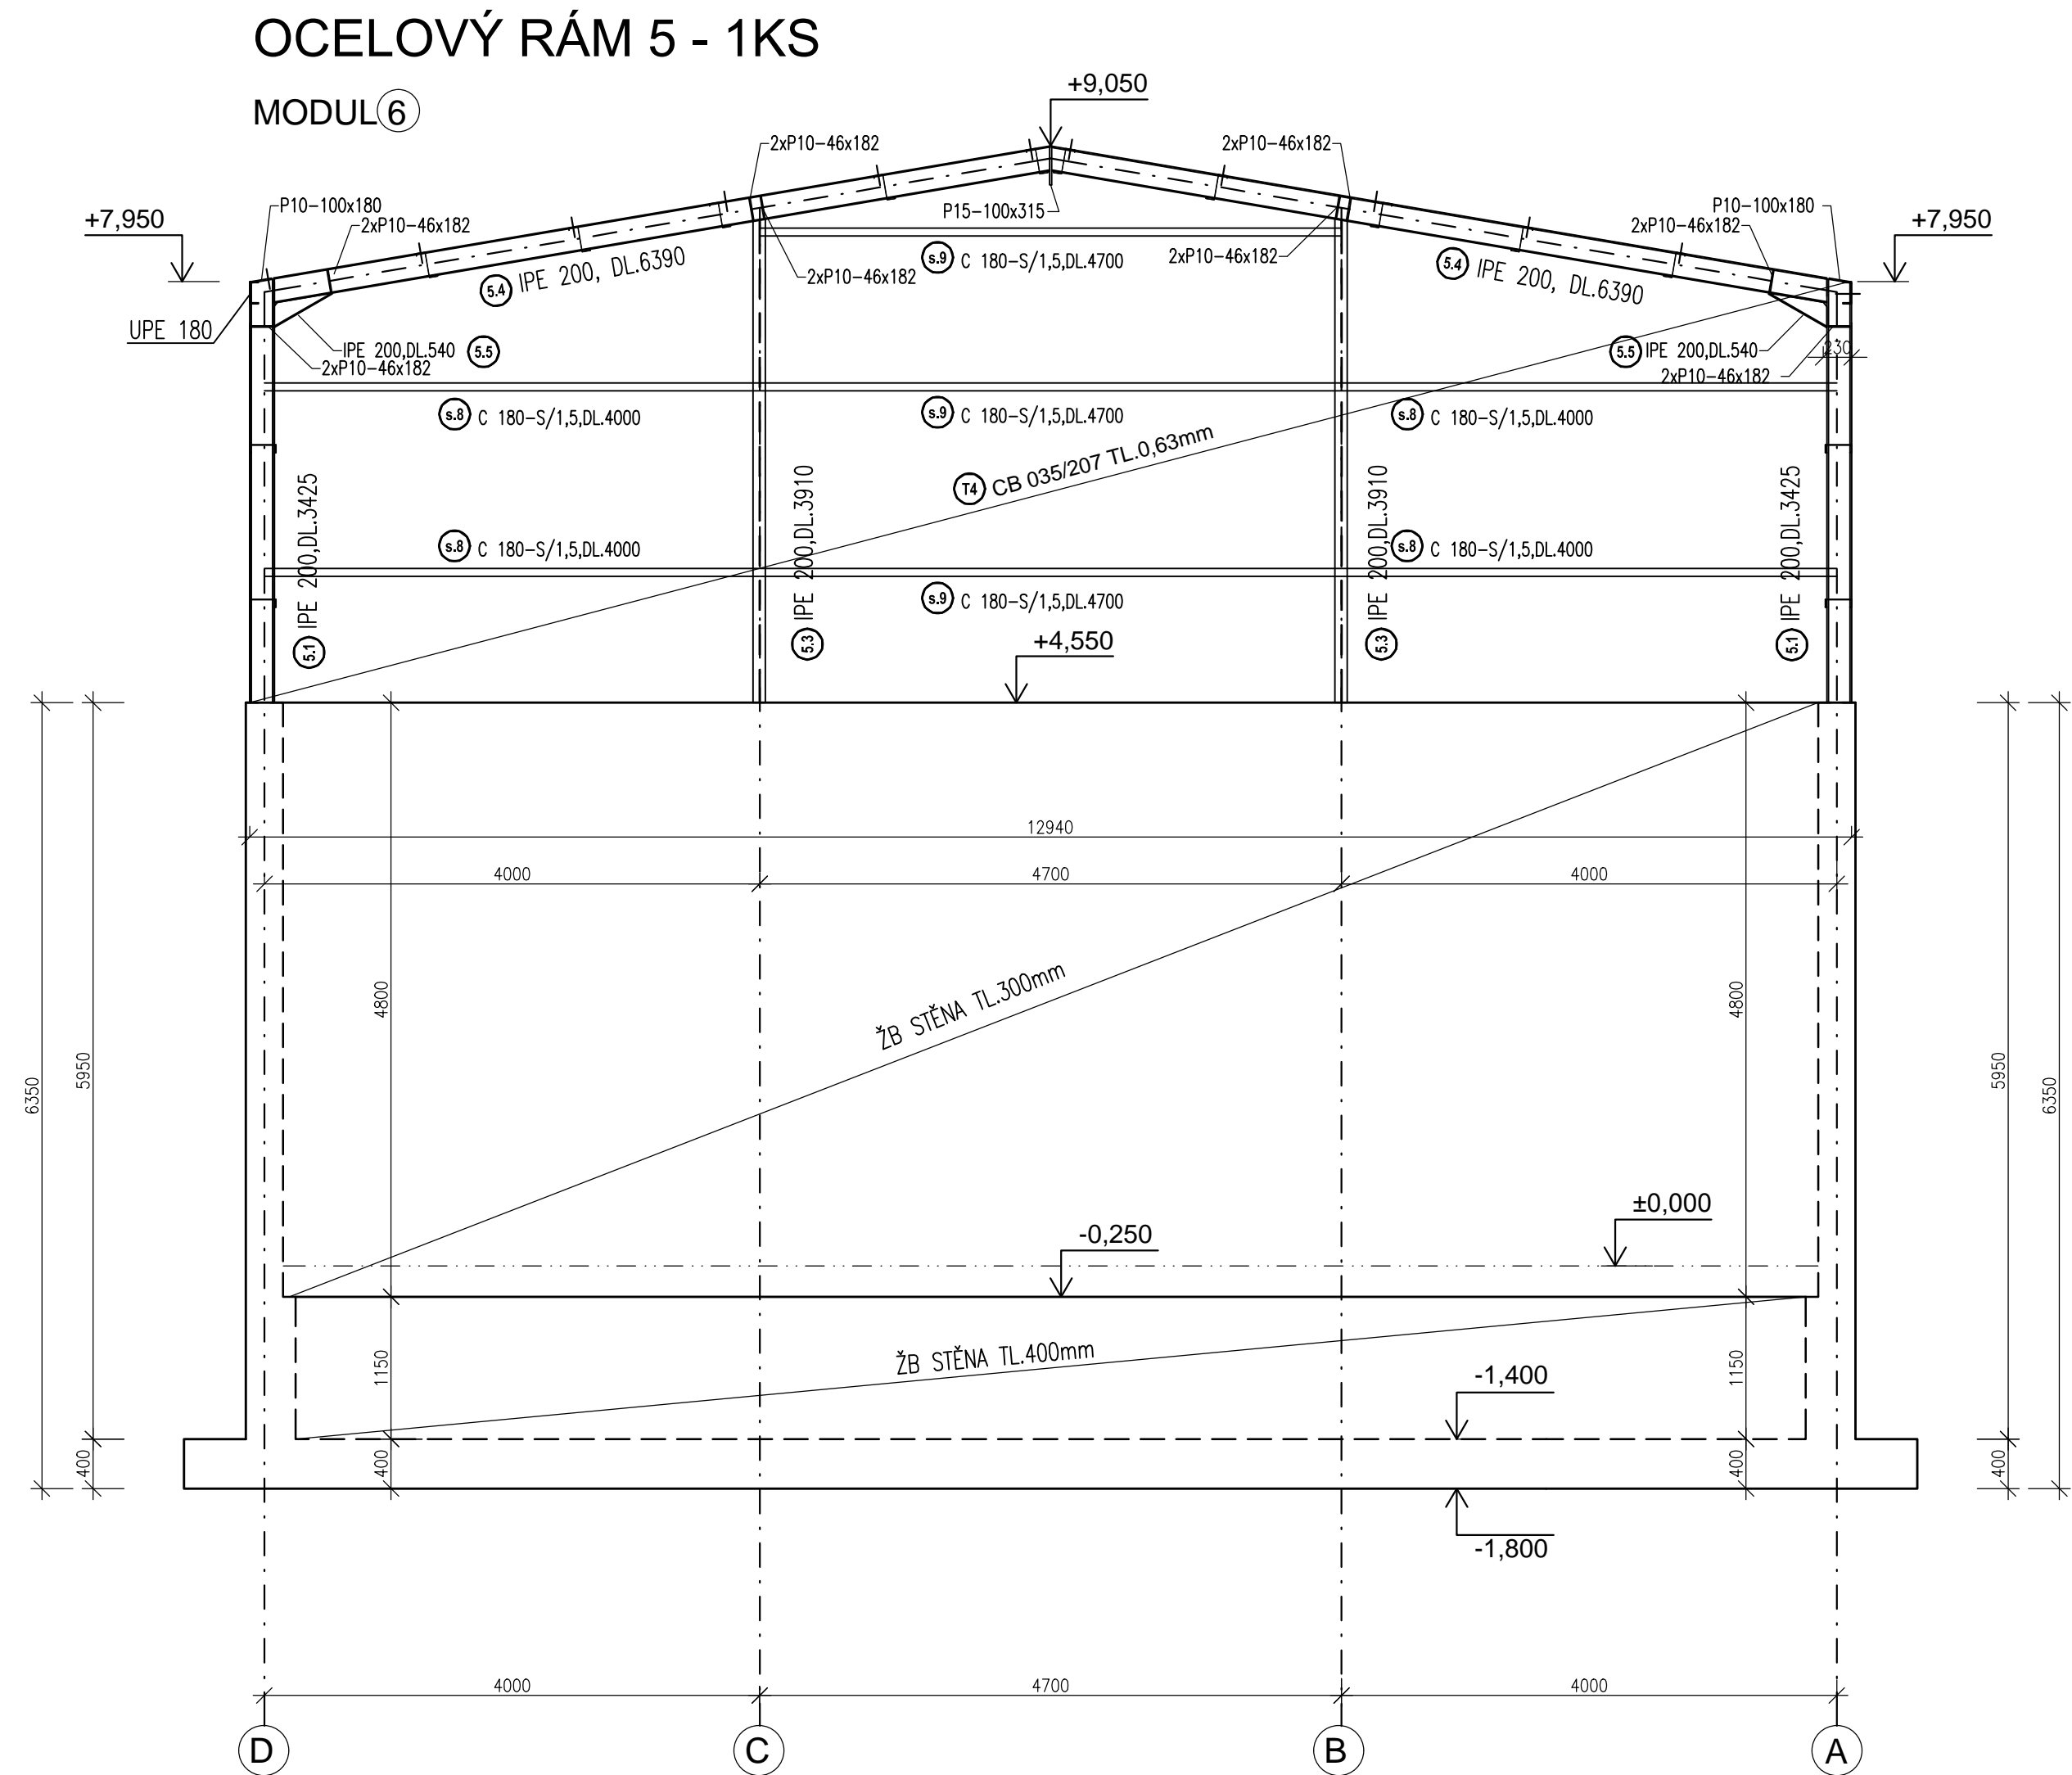 OCELOVÝ RÁM 5 - 1KS
MODUL 6
+9,050
2xP10-46x182
2xP10-46x182
P10-100x180
P15-100x315
P10-100x180
+7,950
2xP10-46x182
2xP10-46x182
+7,950
5.4 IPE 200, DL.6390
s.9 C 180-S/1,5,DL.4700
2xP10-46x182
2xP10-46x182
5.4 IPE 200, DL.6390
UPE 180
IPE 200,DL.540 5.5
2xP10-46x182
5.5 IPE 200,DL.540
230
2xP10-46x182
s.8 C 180-S/1,5,DL.4000
s.9 C 180-S/1,5,DL.4700
s.8 C 180-S/1,5,DL.4000
T4 CB 035/207 TL.0,63mm
5.1 IPE 200,DL.3425
5.3 IPE 200,DL.3910
5.3 IPE 200,DL.3910
5.1 IPE 200,DL.3425
s.8 C 180-S/1,5,DL.4000
s.8 C 180-S/1,5,DL.4000
s.9 C 180-S/1,5,DL.4700
+4,550
12940
4000
4700
4000
ŽB STĚNA TL.300mm
4800
4800
6350
5950
5950
6350
±0,000
-0,250
ŽB STĚNA TL.400mm
1150
1150
-1,400
400
400
400
400
-1,800
4000
4700
4000
D
C
B
A